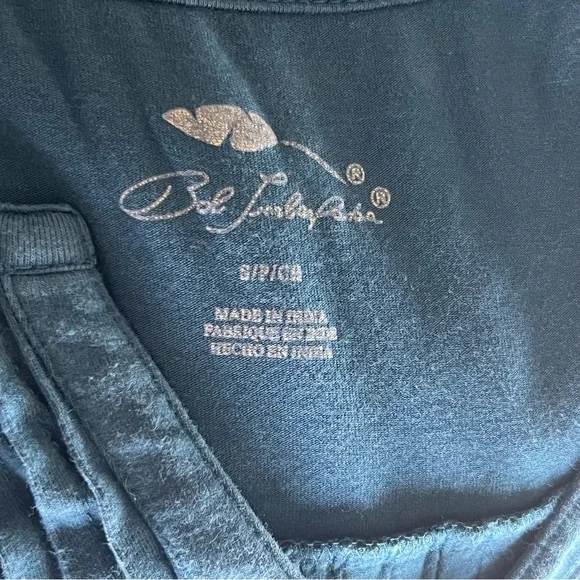 ®
Bob Timberlake ®
S/P/CH
MADE IN INDIA
FABRIQUE EN INDE
HECHO EN INDIA